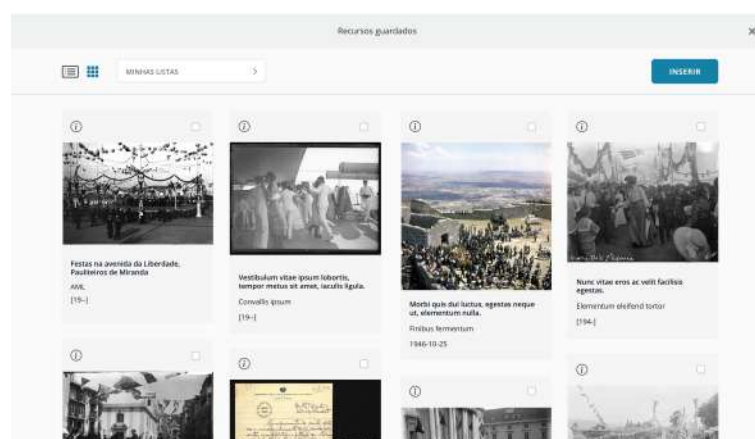 Recursos guardados
MINHAS LISTAS
INSERIR
Festas na avenida da Liberdade.
Pauliteiros de Miranda
AML
[19--]
Vestibulum vitae ipsum lobortis,
tempor metus sit amet, iaculis ligula.
Convallis ipsum
[19--]
Morbi quis dui luctus, egestas neque
ut, elementum nulla.
Finibus fermentum
1946-10-25
Nunc vitae eros ac velit facilisis
egestas.
Elementum eleifend tortor
[194-]